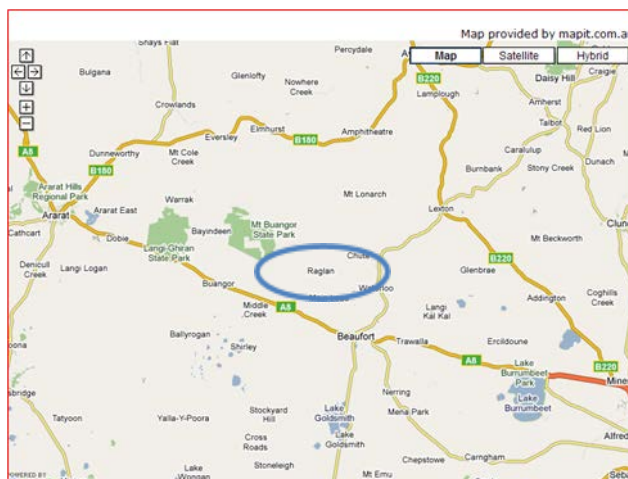 Map provided by mapit.com.a
Map Satellite Hybrid
Shays Flat
Percydale
Bulgana
Glenlofty
Nowhere
Creek
B220
Lamplough
Daisy Hill
Craigie
Crowlands
Amherst
Talbot
Red Lion
A8
Eversley
Elmhurst
B180
Amphitheatre
Dunneworthy
Mt Cole
Creek
B180
Caralulup
Dunach
Burnbank
Stony Creek
Ararat Hills
Regional Park
Warrak
Mt Lonarch
Ararat
Ararat East
Lexton
Cathcart
Dobie
Bayindeen
Mt Buangor
State Park
Clun
Mt Beckworth
Langi-Ghiran
State Park
Chute
Denicull
Creek
Langi Logan
Raglan
Glenbrae
B220
Buangor
Waterloo
Coghills
Creek
Addington
Middle
Creek
A8
Langi
Kal Kal
Ballyrogan
Shirley
Beaufort
Trawalla
Ercildoune
A8
Lake
Burrumbeet
Park
Mine
Nerring
Lake
Burrumbeet
Tatyoon
Yalla-Y-Poora
Stockyard
Hill
Lake
Goldsmith
Mena Park
Cross
Roads
Lake
Goldsmith
Alfred
Chepstowe
Carngham
Stoneleigh
Lake
Wongan
Mt Emu
POWERED BY